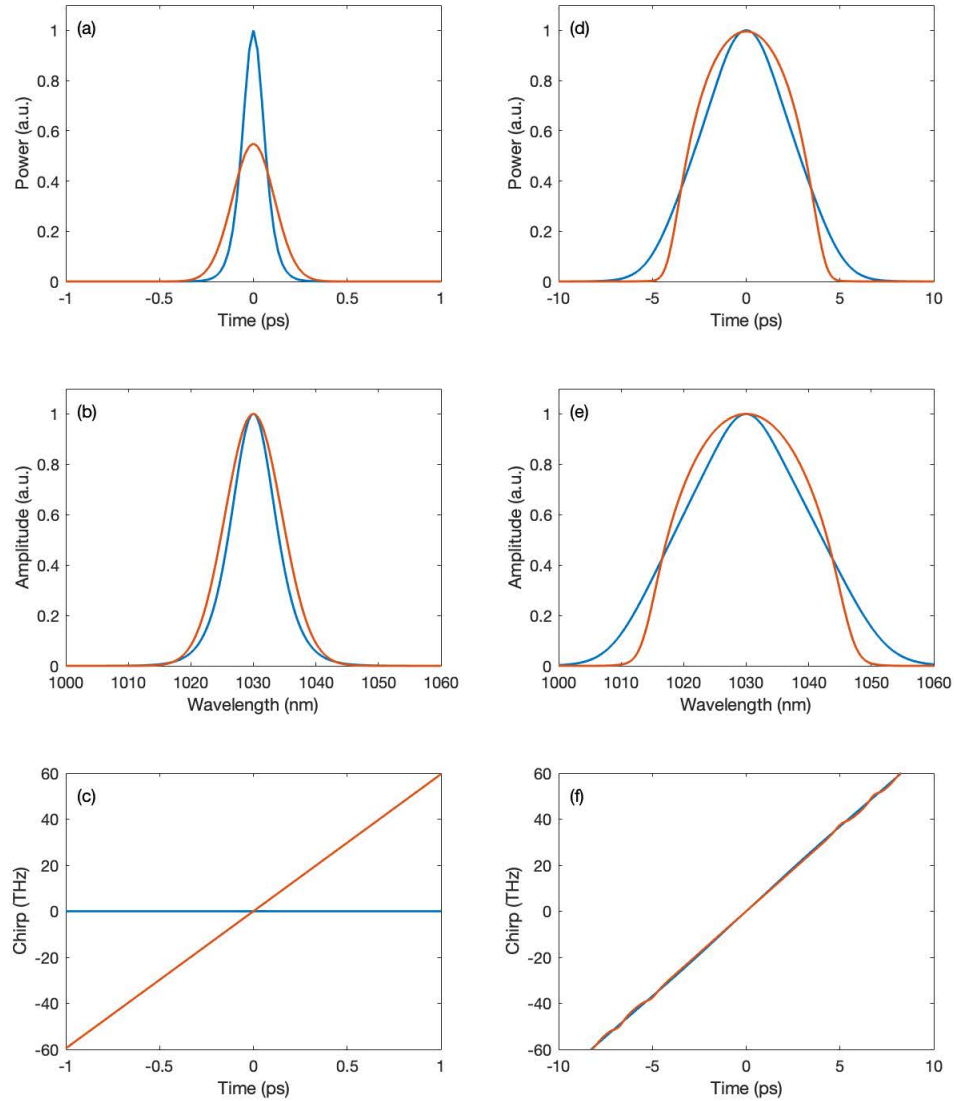 (a)
1
0.8
0.6
0.4
0.2
0
Power (a.u.)
-1 -0.5 0 0.5 1
Time (ps)
(d)
1
0.8
0.6
0.4
0.2
0
Power (a.u.)
-10 -5 0 5 10
Time (ps)
(b)
1
0.8
0.6
0.4
0.2
0
Amplitude (a.u.)
1000 1010 1020 1030 1040 1050 1060
Wavelength (nm)
(e)
1
0.8
0.6
0.4
0.2
0
Amplitude (a.u.)
1000 1010 1020 1030 1040 1050 1060
Wavelength (nm)
(c)
60
40
20
0
-20
-40
-60
Chirp (THz)
-1 -0.5 0 0.5 1
Time (ps)
(f)
60
40
20
0
-20
-40
-60
Chirp (THz)
-10 -5 0 5 10
Time (ps)